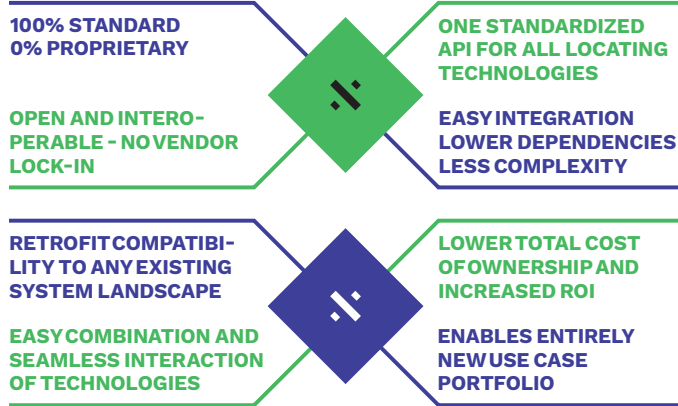 100% STANDARD
0% PROPRIETARY
OPEN AND INTERO-
PERABLE - NO VENDOR
LOCK-IN
ONE STANDARDIZED
API FOR ALL LOCATING
TECHNOLOGIES
EASY INTEGRATION
LOWER DEPENDENCIES
LESS COMPLEXITY
RETROFIT COMPATIBI-
LITY TO ANY EXISTING
SYSTEM LANDSCAPE
EASY COMBINATION AND
SEAMLESS INTERACTION
OF TECHNOLOGIES
LOWER TOTAL COST
OF OWNERSHIP AND
INCREASED ROI
ENABLES ENTIRELY
NEW USE CASE
PORTFOLIO